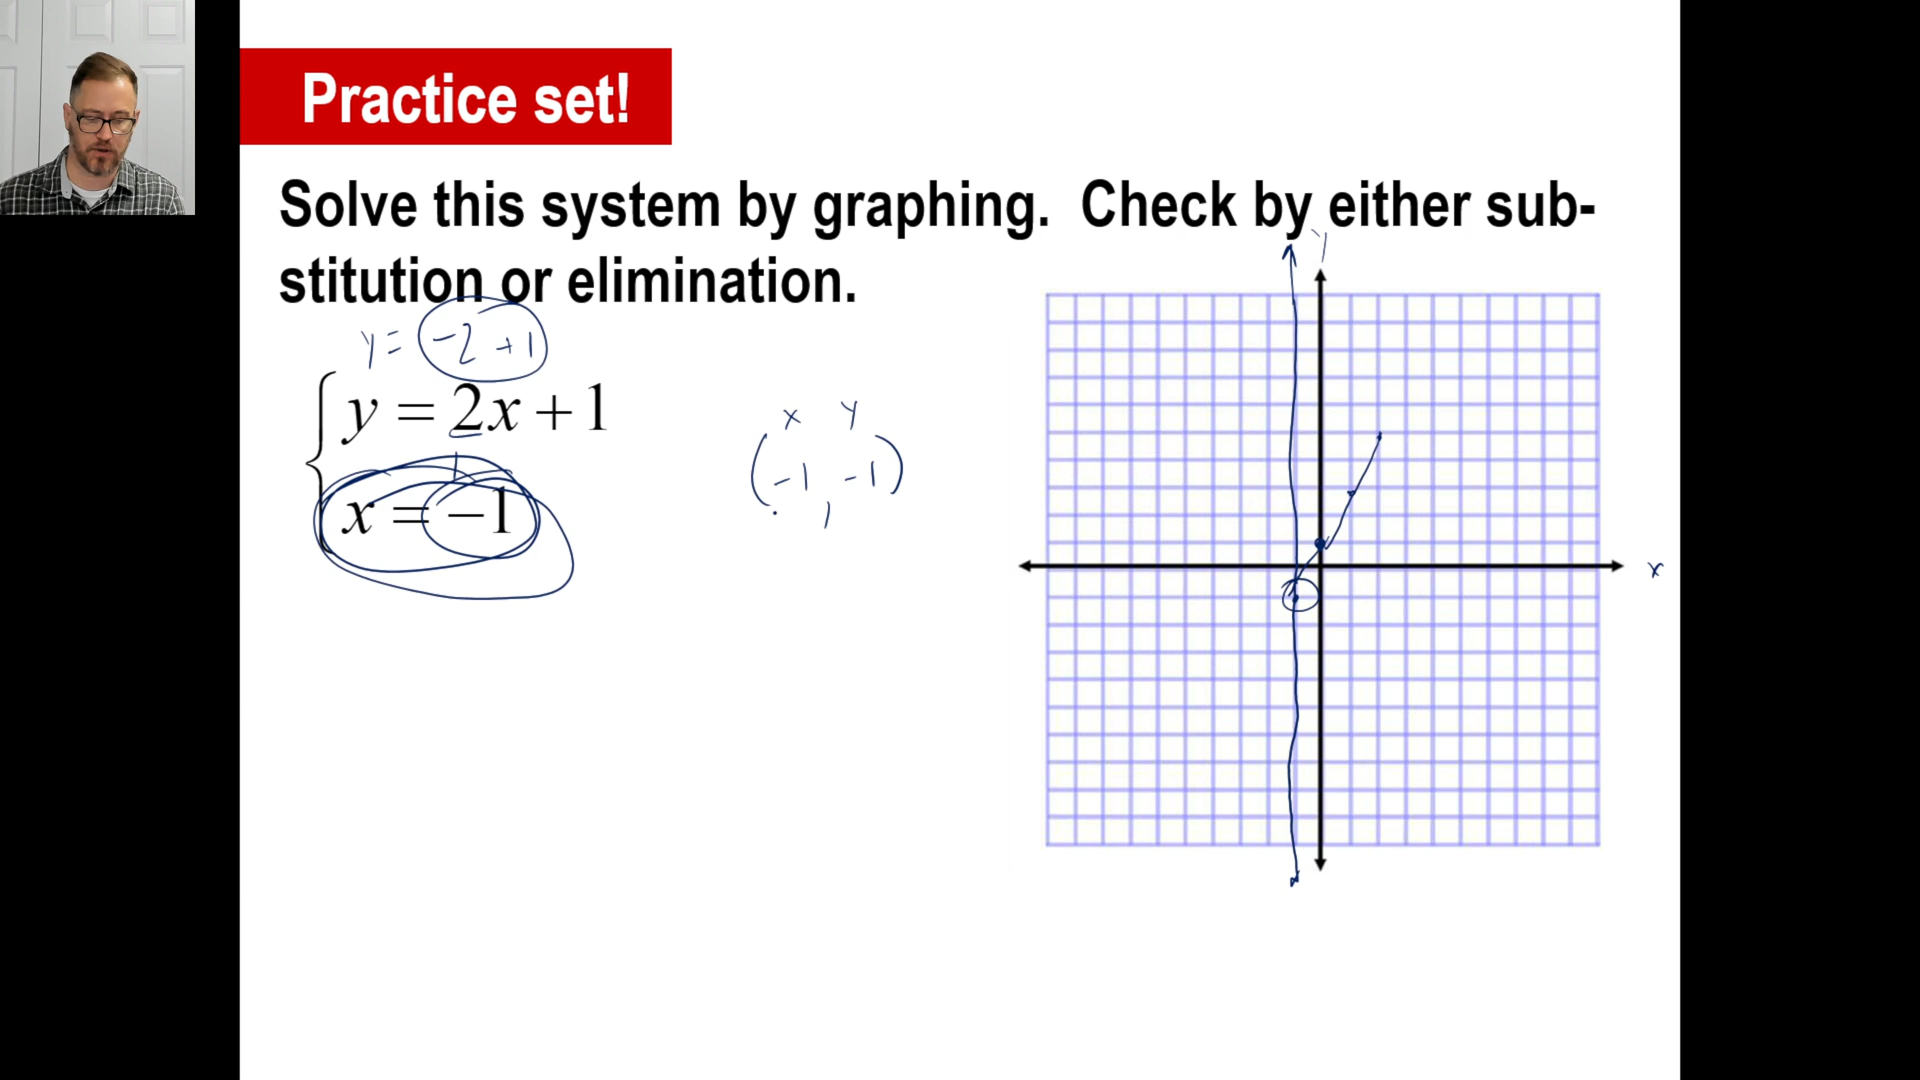 Practice set!
Solve this system by graphing. Check by either sub-
stitution or elimination.
y = -2 + 1
y = 2x + 1
1
x = −1
x y
(-1, -1)
y
x